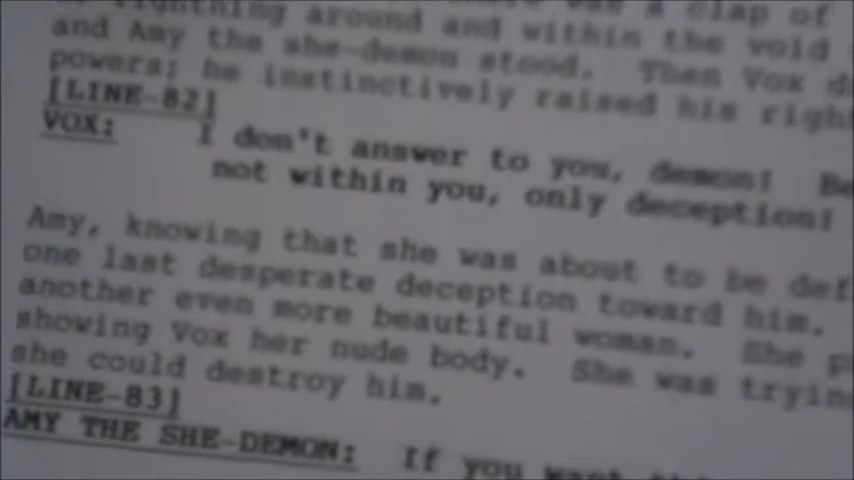 lightning around and within the void
and Amy the she-demon stood. Then Vox
powers; he instinctively raised his
[LINE-82]
VOX: I don't answer to you, demon!
not within you, only deception!
Amy, knowing that she was about to be
one last desperate deception toward him.
another even more beautiful woman. She
showing Vox her nude body. She was
she could destroy him.
[LINE-83]
AMY THE SHE-DEMON: If you want